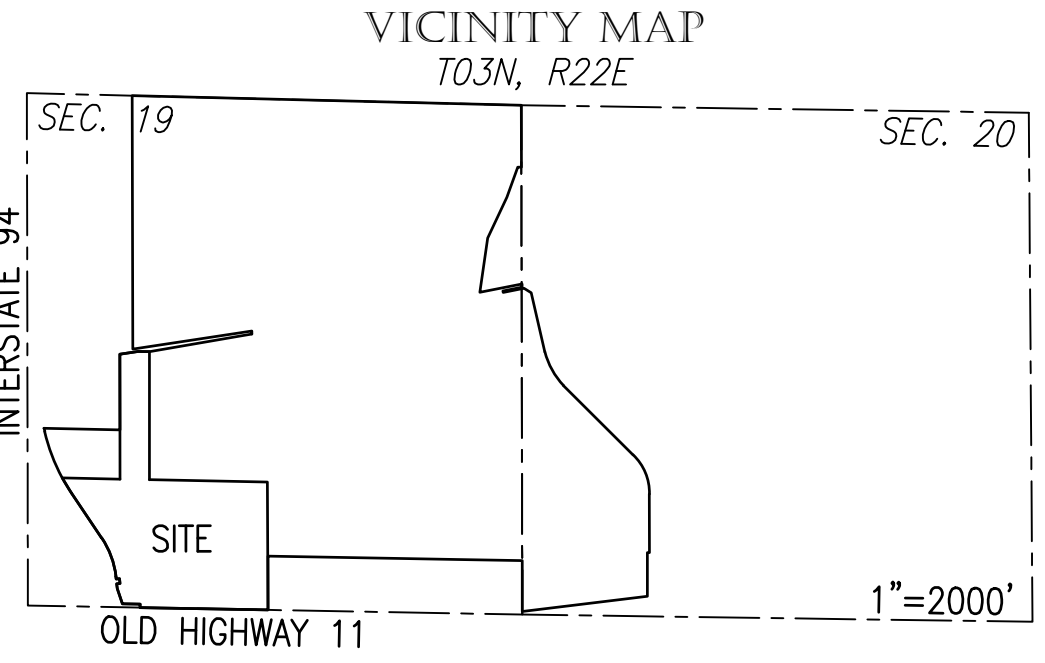 VICINITY MAP
T03N, R22E
SEC. 19
SEC. 20
INTERSTATE 94
SITE
1"=2000'
OLD HIGHWAY 11